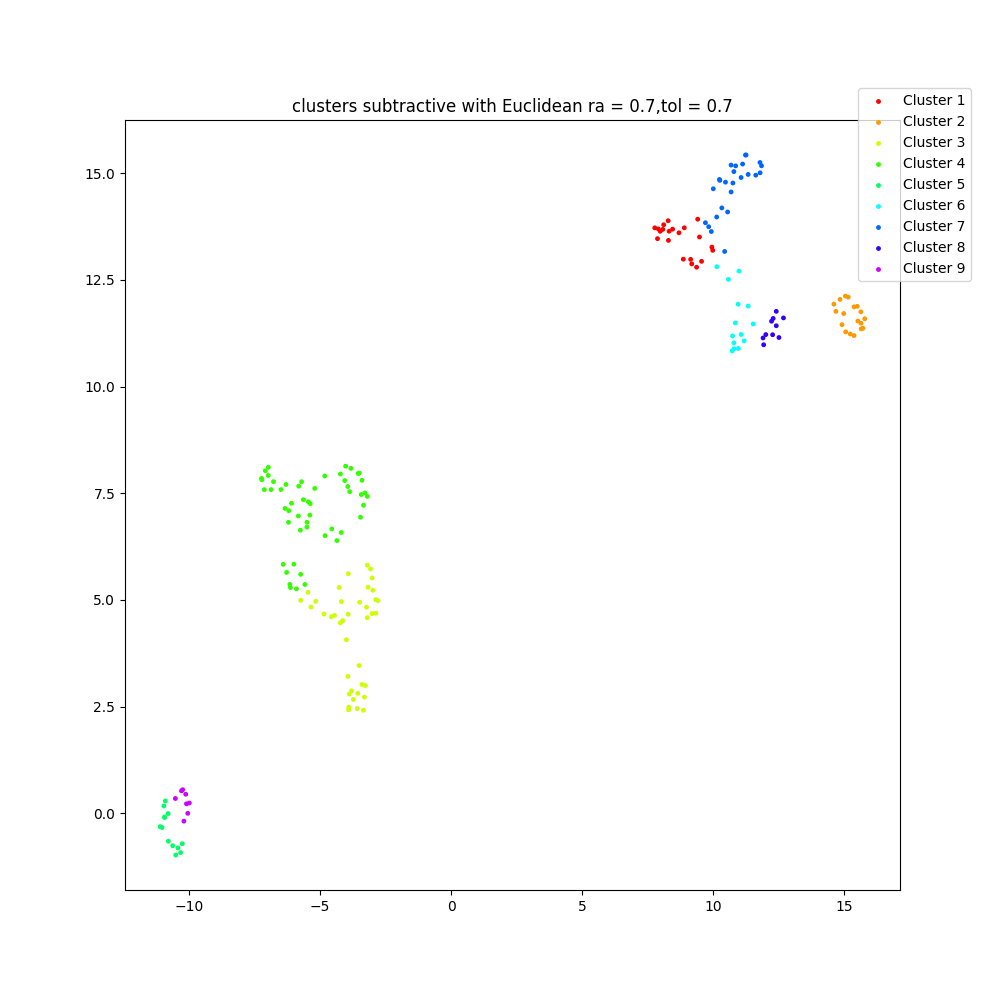 clusters subtractive with Euclidean ra = 0.7,tol = 0.7
Cluster 1
Cluster 2
Cluster 3
Cluster 4
Cluster 5
Cluster 6
Cluster 7
Cluster 8
Cluster 9
15.0
12.5
10.0
7.5
5.0
2.5
0.0
−10
−5
0
5
10
15